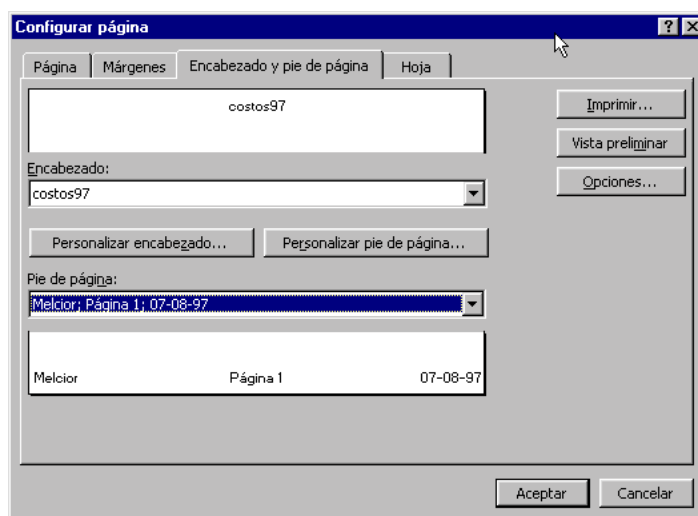 Configurar página
Página Márgenes Encabezado y pie de página Hoja
costos97
Imprimir...
Vista preliminar
Encabezado:
Opciones...
costos97
Personalizar encabezado... Personalizar pie de página...
Pie de página:
Melcior; Página 1; 07-08-97
Melcior Página 1 07-08-97
Aceptar Cancelar